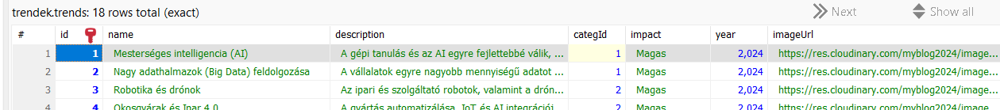 trendek.trends: 18 rows total (exact) Next Show all
# id name description categId impact year imageUrl
1 1 Mesterséges intelligencia (AI) A gépi tanulás és az AI egyre fejlettebbé válik, ... 1 Magas 2,024 https://res.cloudinary.com/myblog2024/image...
2 2 Nagy adathalmazok (Big Data) feldolgozása A vállalatok egyre nagyobb mennyiségű adatot ... 1 Magas 2,024 https://res.cloudinary.com/myblog2024/image...
3 3 Robotika és drónok Az ipari és szolgáltató robotok, valamint a drón... 2 Magas 2,024 https://res.cloudinary.com/myblog2024/image...
4 4 Okosgyárak és Ipar 4.0 A gyártás automatizálása, IoT és AI integrációj... 2 Magas 2,024 https://res.cloudinary.com/myblog2024/image...